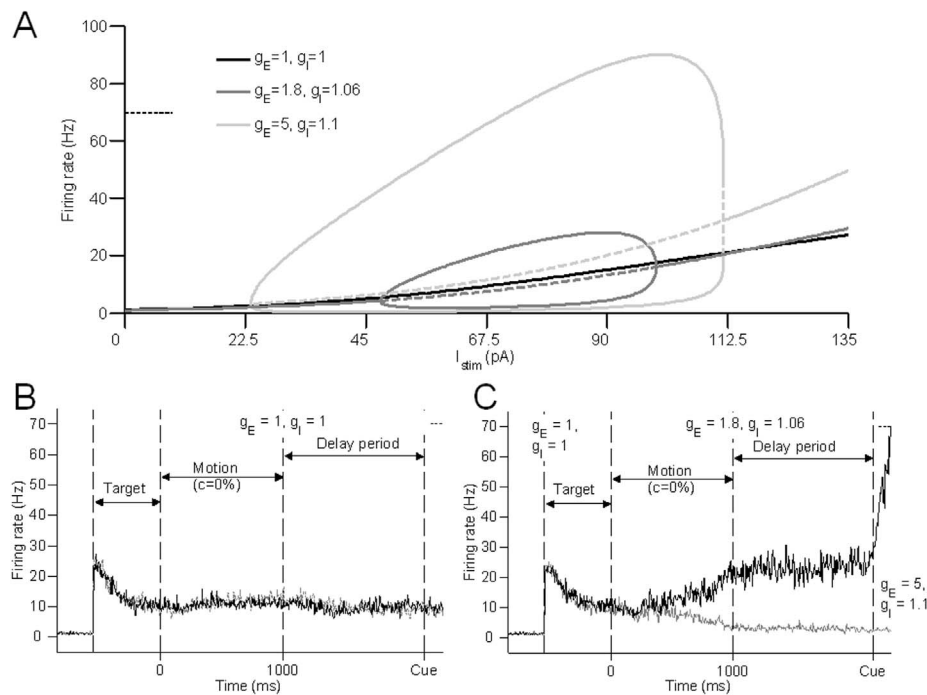 A
100
80
60
40
20
0
Firing rate (Hz)
g_E=1, g_I=1
g_E=1.8, g_I=1.06
g_E=5, g_I=1.1
0 22.5 45 67.5 90 112.5 135
I_stim (pA)
B
70
60
50
40
30
20
10
0
Firing rate (Hz)
g_E = 1, g_I = 1
Delay period
Motion
(c=0%)
Target
0 1000 Cue
Time (ms)
C
70
60
50
40
30
20
10
0
Firing rate (Hz)
g_E = 1,
g_I = 1
g_E = 1.8, g_I = 1.06
Delay period
Motion
(c=0%)
Target
g_E = 5,
g_I = 1.1
0 1000 Cue
Time (ms)